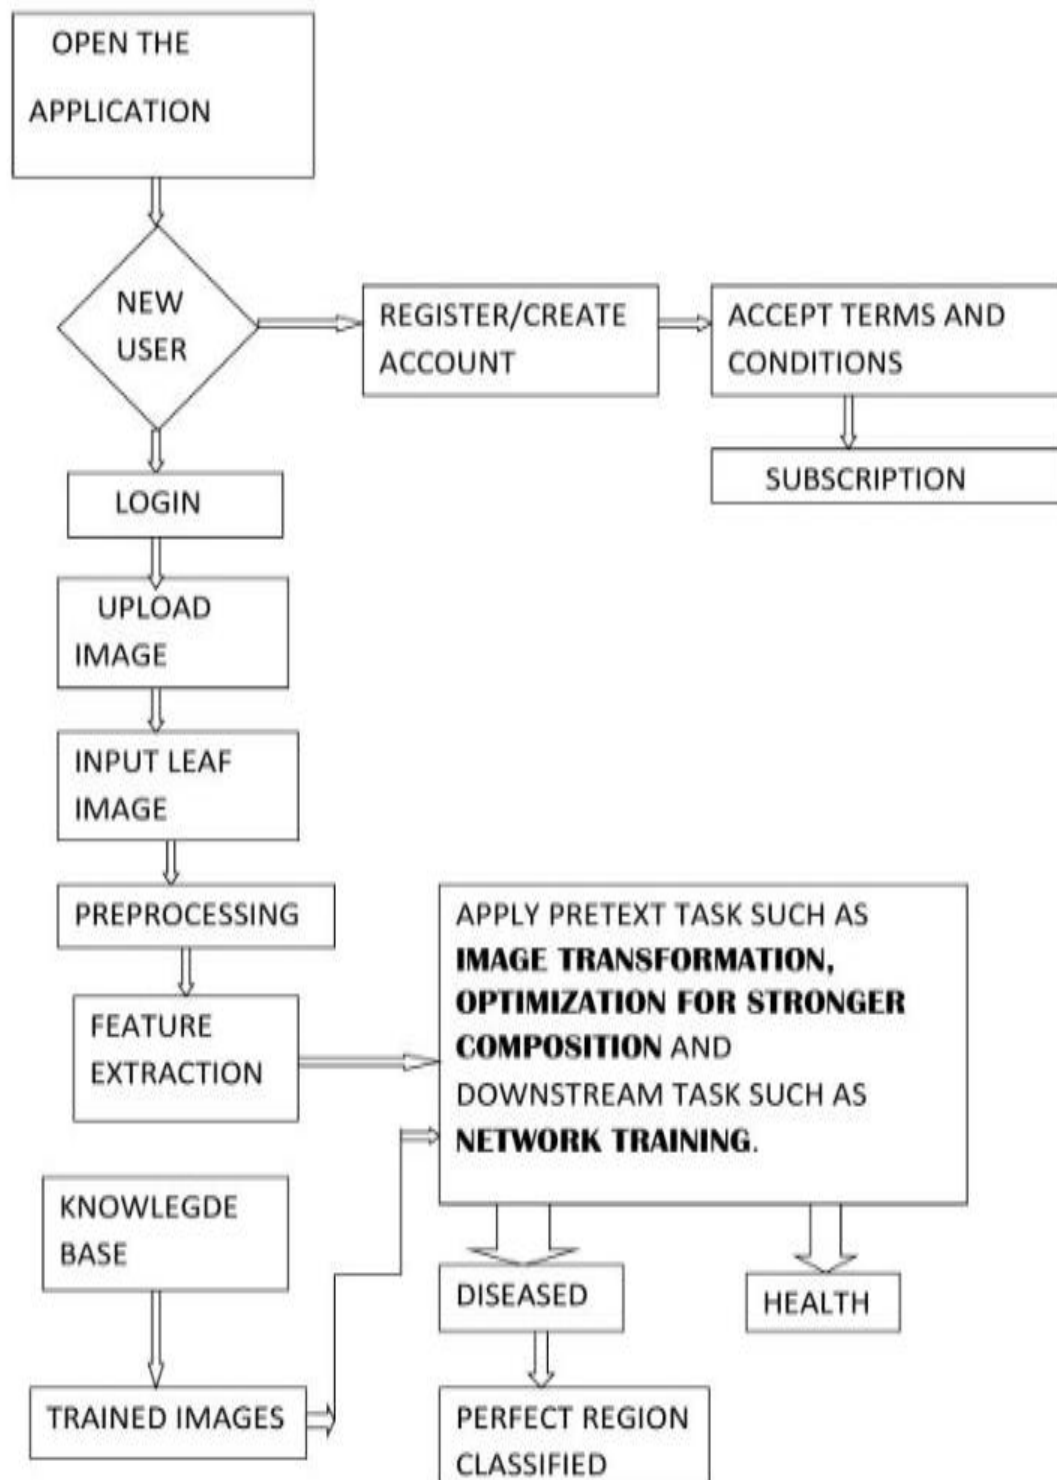 OPEN THE
APPLICATION
NEW
USER
REGISTER/CREATE
ACCOUNT
ACCEPT TERMS AND
CONDITIONS
SUBSCRIPTION
LOGIN
UPLOAD
IMAGE
INPUT LEAF
IMAGE
PREPROCESSING
FEATURE
EXTRACTION
APPLY PRETEXT TASK SUCH AS
IMAGE TRANSFORMATION,
OPTIMIZATION FOR STRONGER
COMPOSITION AND
DOWNSTREAM TASK SUCH AS
NETWORK TRAINING.
KNOWLEGDE
BASE
TRAINED IMAGES
DISEASED
HEALTH
PERFECT REGION
CLASSIFIED